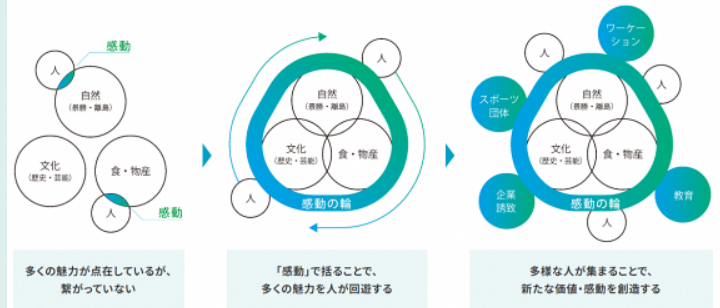 感動
人
自然
(景勝・離島)
文化
(歴史・芸能)
食・物産
人
感動
多くの魅力が点在しているが、
繋がっていない
人
自然
(景勝・離島)
文化
(歴史・芸能)
食・物産
人
感動の輪
「感動」で括ることで、
多くの魅力を人が回遊する
ワーケー
ション
人
人
自然
(景勝・離島)
スポーツ
団体
文化
(歴史・芸能)
食・物産
企業
誘致
教育
感動の輪
人
多様な人が集まることで、
新たな価値・感動を創造する